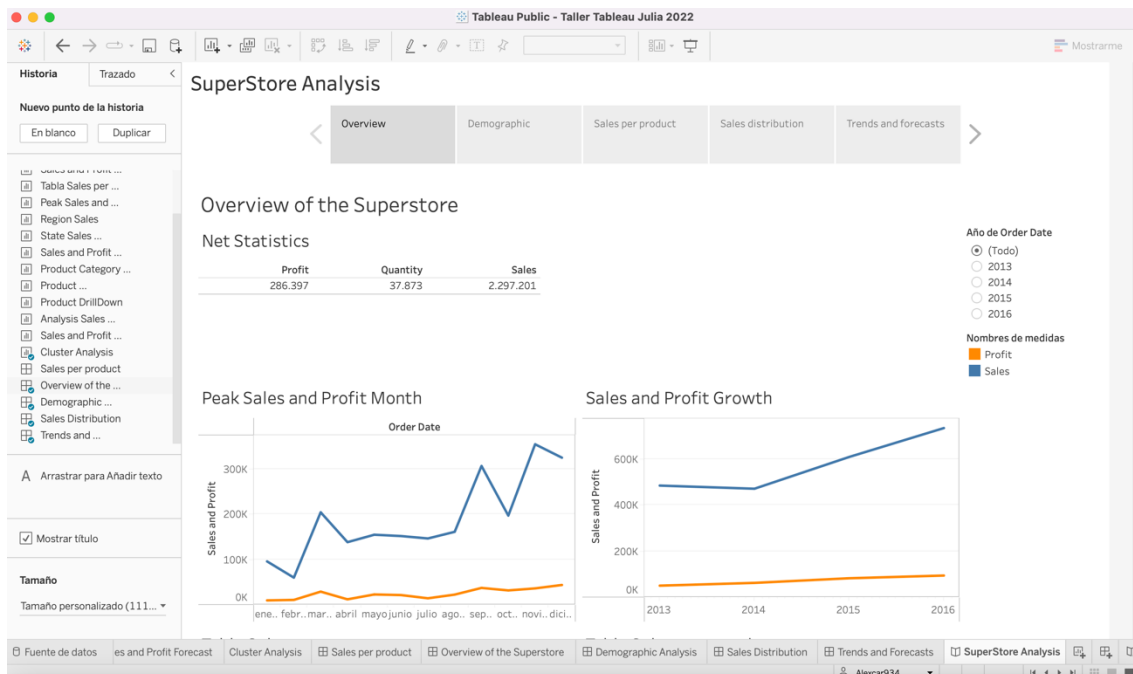 Tableau Public - Taller Tableau Julia 2022
Mostrarme
Historia
Trazado
Nuevo punto de la historia
En blanco
Duplicar
Tabla Sales per ...
Peak Sales and ...
Region Sales
State Sales ...
Sales and Profit ...
Product Category ...
Product ...
Product DrillDown
Analysis Sales ...
Sales and Profit ...
Cluster Analysis
Sales per product
Overview of the ...
Demographic ...
Sales Distribution
Trends and ...
A Arrastrar para Añadir texto
Mostrar título
Tamaño
Tamaño personalizado (111...
SuperStore Analysis
Overview
Demographic
Sales per product
Sales distribution
Trends and forecasts
Overview of the Superstore
Net Statistics
Profit Quantity Sales
286.397 37.873 2.297.201
Año de Order Date
(Todo)
2013
2014
2015
2016
Nombres de medidas
Profit
Sales
Peak Sales and Profit Month
Order Date
Sales and Profit
300K
200K
100K
0K
ene.. febr.. mar.. abril mayo junio julio ago.. sep.. oct.. novi.. dici..
Sales and Profit Growth
Sales and Profit
600K
400K
200K
0K
2013 2014 2015 2016
Fuente de datos
es and Profit Forecast
Cluster Analysis
Sales per product
Overview of the Superstore
Demographic Analysis
Sales Distribution
Trends and Forecasts
SuperStore Analysis
Alexcar934